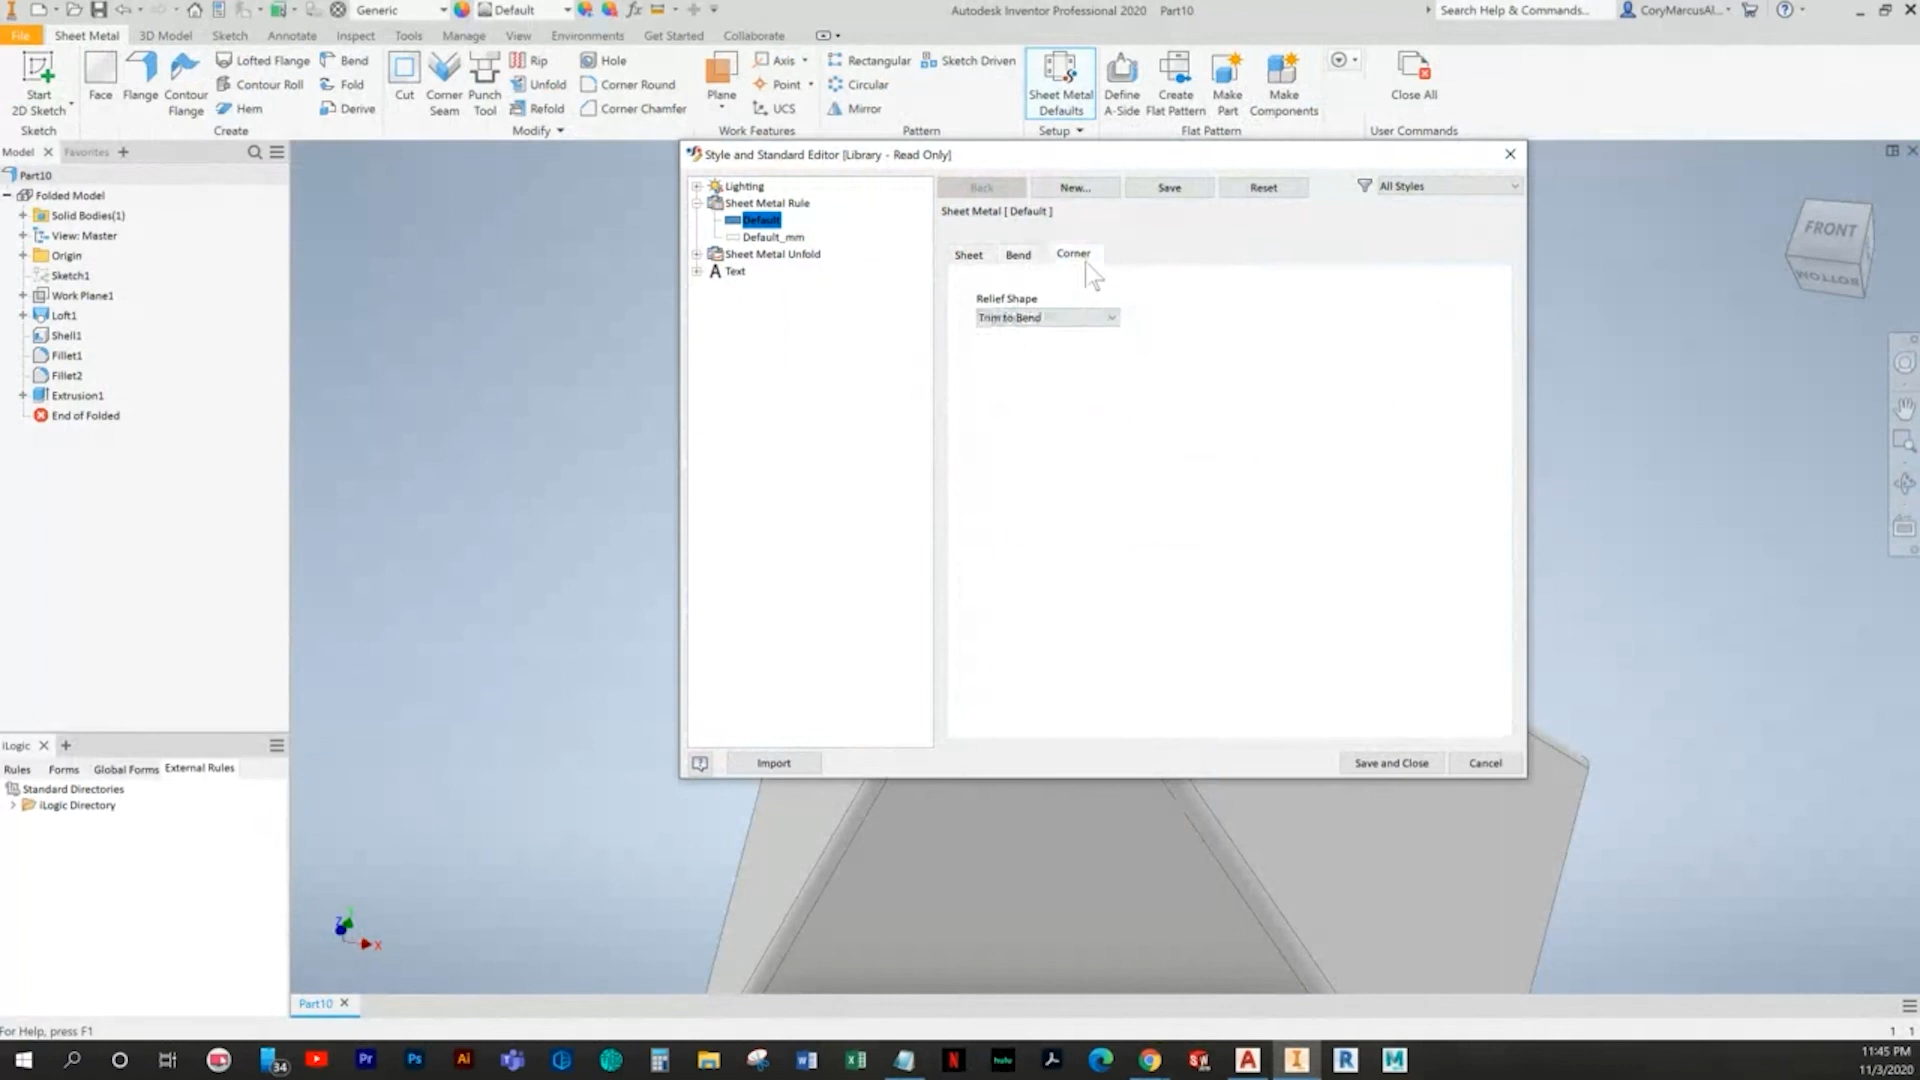 Generic
Default
Autodesk Inventor Professional 2020 Part10
Search Help & Commands...
CoryMarcusAl...
File Sheet Metal 3D Model Sketch Annotate Inspect Tools Manage View Environments Get Started Collaborate
Start
2D Sketch
Sketch
Face
Flange
Contour
Flange
Lofted Flange
Contour Roll
Hem
Bend
Fold
Derive
Create
Cut
Corner
Seam
Punch
Tool
Rip
Unfold
Refold
Hole
Corner Round
Corner Chamfer
Modify
Plane
Axis
Point
UCS
Work Features
Rectangular
Circular
Mirror
Sketch Driven
Pattern
Sheet Metal
Defaults
Setup
Define
A-Side
Create
Flat Pattern
Make
Part
Make
Components
Flat Pattern
Close All
User Commands
Model
Favorites
Part10
Folded Model
Solid Bodies(1)
View: Master
Origin
Sketch1
Work Plane1
Loft1
Shell1
Fillet1
Fillet2
Extrusion1
End of Folded
Style and Standard Editor [Library - Read Only]
Lighting
Sheet Metal Rule
Default
Default_mm
Sheet Metal Unfold
Text
Back
New...
Save
Reset
All Styles
Sheet Metal [ Default ]
Sheet
Bend
Corner
Relief Shape
Trim to Bend
Import
Save and Close
Cancel
FRONT
BOTTOM
iLogic
Rules
Forms
Global Forms
External Rules
Standard Directories
iLogic Directory
Z
X
Part10
For Help, press F1
1 1
34
Pr
Ps
Ai
N
hulu
SW
A
I
R
M
11:45 PM
11/3/2020